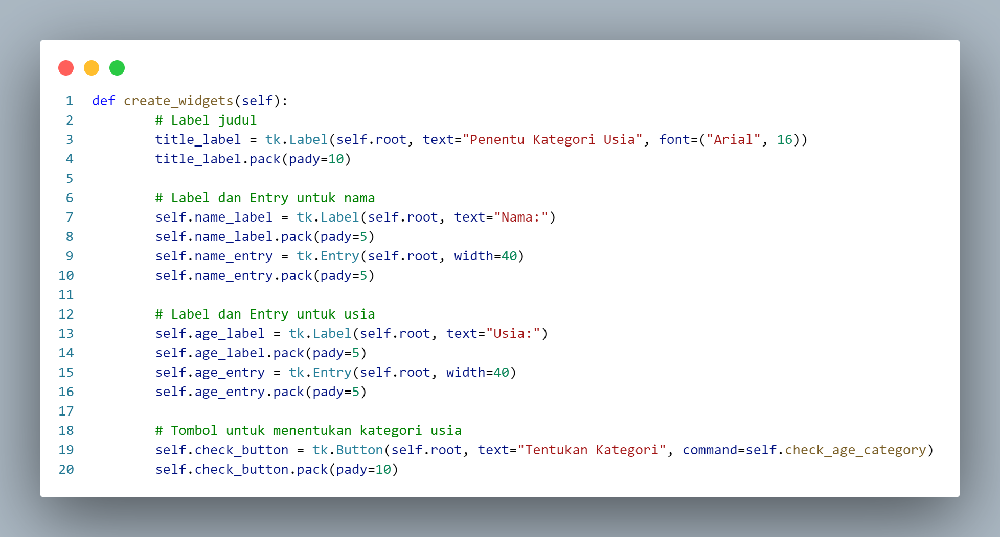 1 def create_widgets(self):
2 # Label judul
3 title_label = tk.Label(self.root, text="Penentu Kategori Usia", font=("Arial", 16))
4 title_label.pack(pady=10)
5
6 # Label dan Entry untuk nama
7 self.name_label = tk.Label(self.root, text="Nama:")
8 self.name_label.pack(pady=5)
9 self.name_entry = tk.Entry(self.root, width=40)
10 self.name_entry.pack(pady=5)
11
12 # Label dan Entry untuk usia
13 self.age_label = tk.Label(self.root, text="Usia:")
14 self.age_label.pack(pady=5)
15 self.age_entry = tk.Entry(self.root, width=40)
16 self.age_entry.pack(pady=5)
17
18 # Tombol untuk menentukan kategori usia
19 self.check_button = tk.Button(self.root, text="Tentukan Kategori", command=self.check_age_category)
20 self.check_button.pack(pady=10)